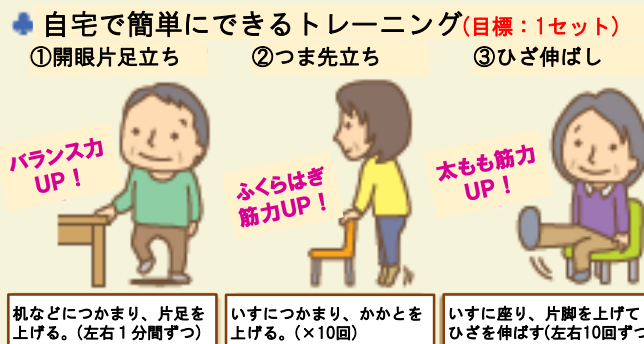 自宅で簡単にできるトレーニング(目標：1セット)
①開眼片足立ち
②つま先立ち
③ひざ伸ばし
バランス力
UP！
ふくらはぎ
筋力UP！
太もも筋力
UP！
机などにつかまり、片足を
上げる。(左右１分間ずつ)
いすにつかまり、かかとを
上げる。(×10回)
いすに座り、片脚を上げて
ひざを伸ばす(左右10回ずつ